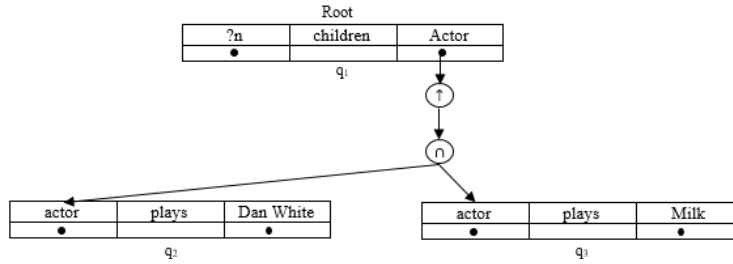 Root
?n children Actor
q1
↑
∩
actor plays Dan White
q2
actor plays Milk
q3